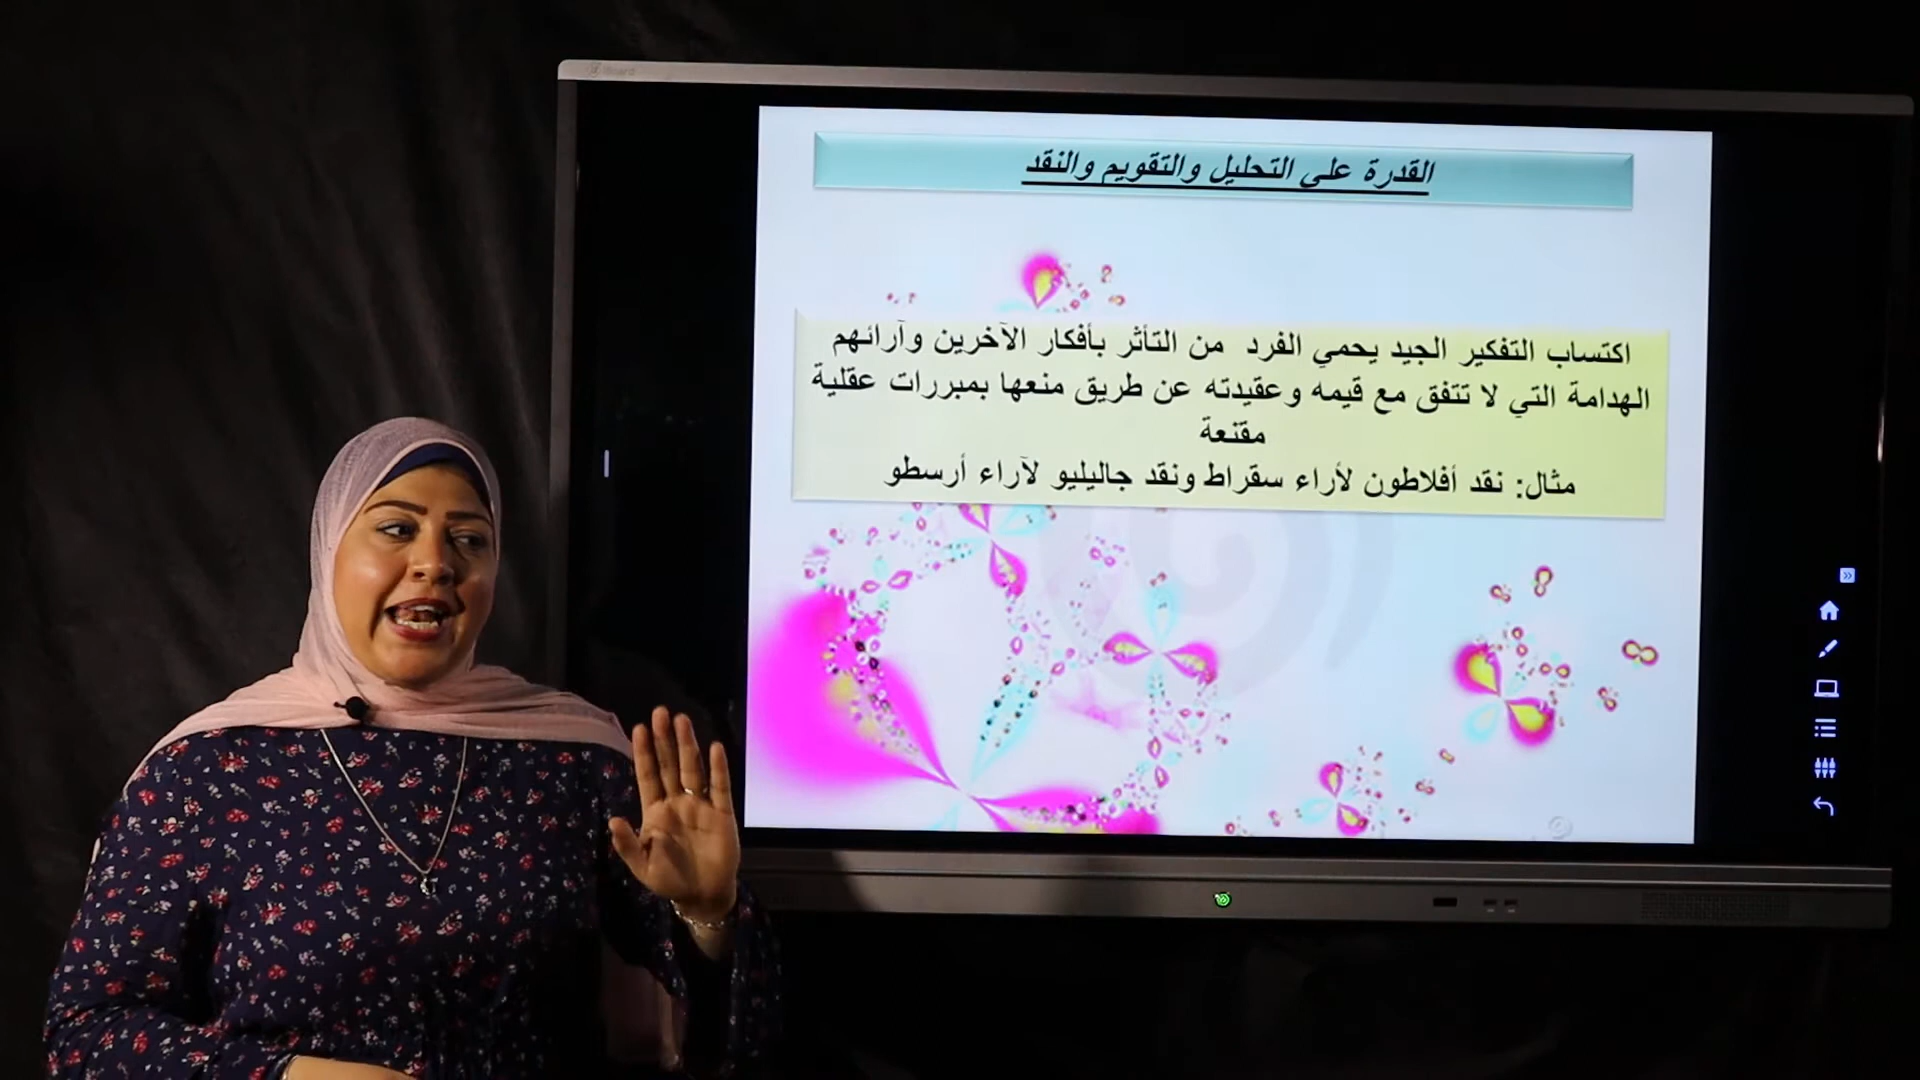 القدرة على التحليل والتقويم والنقد
اكتساب التفكير الجيد يحمي الفرد من التأثر بأفكار الآخرين وآرائهم
الهدامة التي لا تتفق مع قيمه وعقيدته عن طريق منعها بمبررات عقلية
مقنعة
مثال: نقد أفلاطون لأراء سقراط ونقد جاليليو لآراء أرسطو